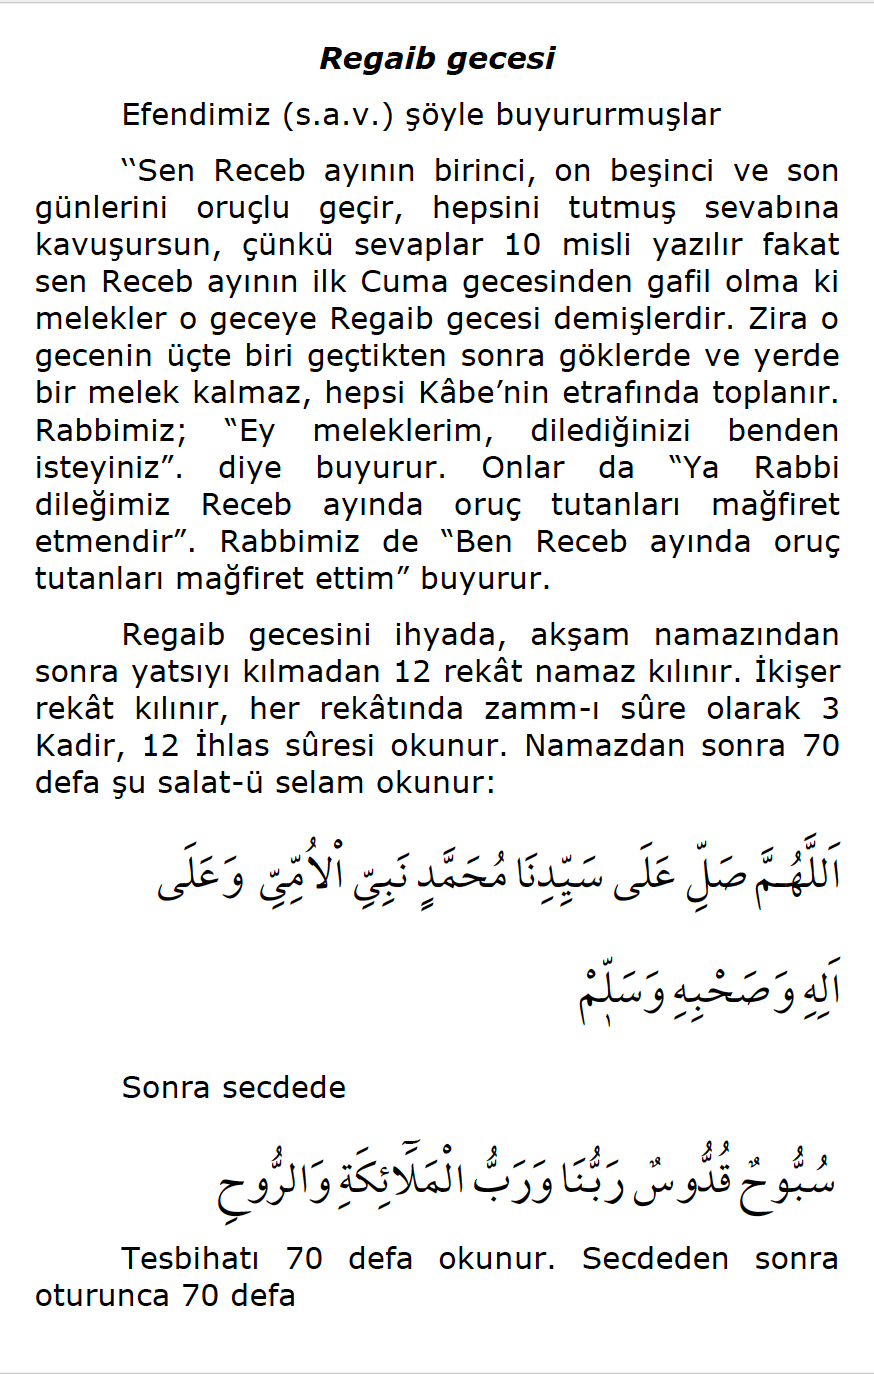 Regaib gecesi
Efendimiz (s.a.v.) şöyle buyururmuşlar
‘‘Sen Receb ayının birinci, on beşinci ve son
günlerini oruçlu geçir, hepsini tutmuş sevabına
kavuşursun, çünkü sevaplar 10 misli yazılır fakat
sen Receb ayının ilk Cuma gecesinden gafil olma ki
melekler o geceye Regaib gecesi demişlerdir. Zira o
gecenin üçte biri geçtikten sonra göklerde ve yerde
bir melek kalmaz, hepsi Kâbe’nin etrafında toplanır.
Rabbimiz; “Ey meleklerim, dilediğinizi benden
isteyiniz”. diye buyurur. Onlar da “Ya Rabbi
dileğimiz Receb ayında oruç tutanları mağfiret
etmendir”. Rabbimiz de “Ben Receb ayında oruç
tutanları mağfiret ettim” buyurur.
Regaib gecesini ihyada, akşam namazından
sonra yatsıyı kılmadan 12 rekât namaz kılınır. İkişer
rekât kılınır, her rekâtında zamm-ı sûre olarak 3
Kadir, 12 İhlas sûresi okunur. Namazdan sonra 70
defa şu salat-ü selam okunur:
اَللَّهُـمَّ صَلِّ عَلَى سَيِّدِنَا مُحَمَّدٍ نَبِيِّ اْلاُمِّيِّ وَعَلَى
اَلِهِ وَصَحْبِهِ وَسَلِّمْ
Sonra secdede
سُبُّوحٌ قُدُّوسٌ رَبُّنَا وَرَبُّ الْمَلَٓائِكَةِ وَالرُّوحِ
Tesbihatı 70 defa okunur. Secdeden sonra
oturunca 70 defa